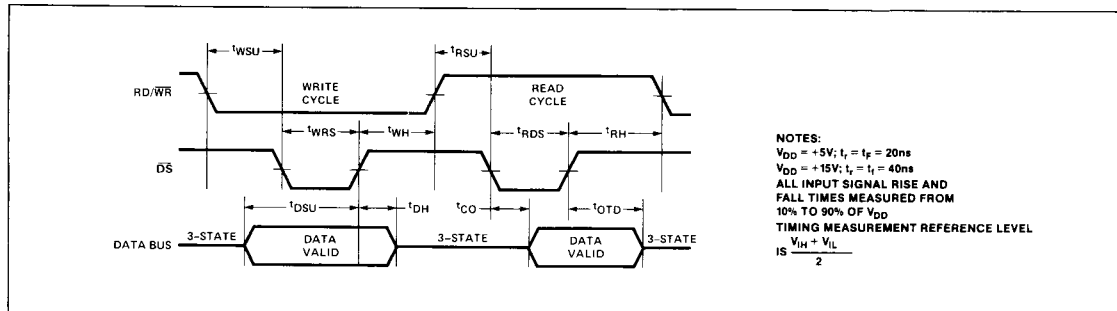 tWSU
tRSU
RD/WR
WRITE
CYCLE
READ
CYCLE
tWRS
tWH
tRDS
tRH
DS
tDSU
tDH
tCO
tOTD
DATA BUS
3-STATE
DATA
VALID
3-STATE
DATA
VALID
3-STATE
NOTES:
VDD = +5V; tr = tF = 20ns
VDD = +15V; tr = tf = 40ns
ALL INPUT SIGNAL RISE AND
FALL TIMES MEASURED FROM
10% TO 90% OF VDD
TIMING MEASUREMENT REFERENCE LEVEL
IS VIH + VIL
2